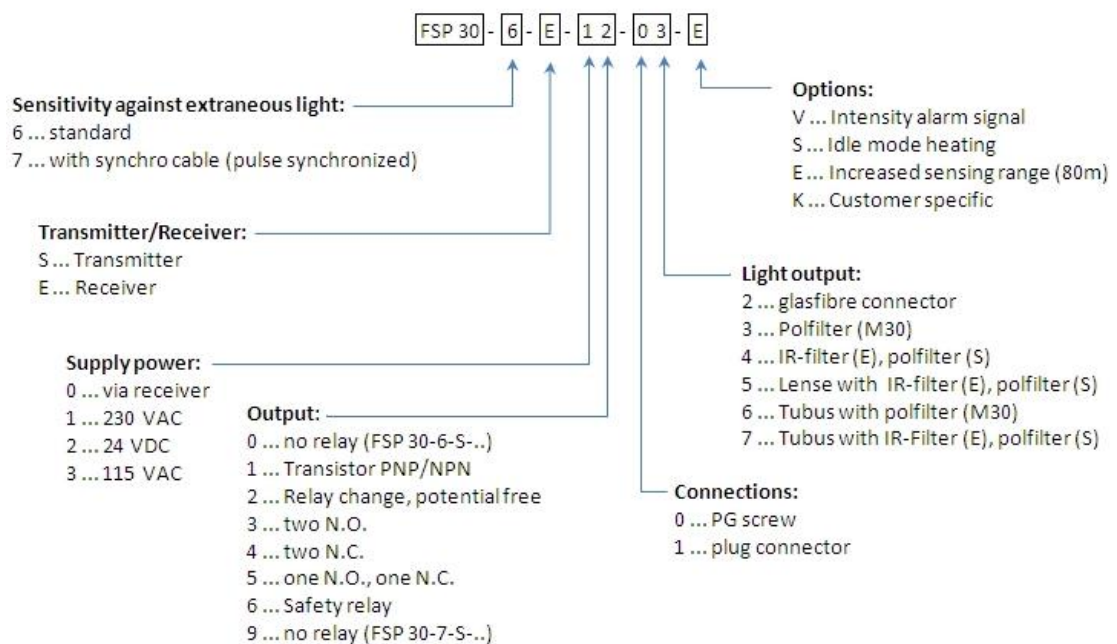 FSP 30 - 6 - E - 1 2 - 0 3 - E
Sensitivity against extraneous light:
6 ... standard
7 ... with synchro cable (pulse synchronized)
Transmitter/Receiver:
S ... Transmitter
E ... Receiver
Supply power:
0 ... via receiver
1 ... 230 VAC
2 ... 24 VDC
3 ... 115 VAC
Output:
0 ... no relay (FSP 30-6-S-..)
1 ... Transistor PNP/NPN
2 ... Relay change, potential free
3 ... two N.O.
4 ... two N.C.
5 ... one N.O., one N.C.
6 ... Safety relay
9 ... no relay (FSP 30-7-S-..)
Options:
V ... Intensity alarm signal
S ... Idle mode heating
E ... Increased sensing range (80m)
K ... Customer specific
Light output:
2 ... glasfibre connector
3 ... Polfilter (M30)
4 ... IR-filter (E), polfilter (S)
5 ... Lense with IR-filter (E), polfilter (S)
6 ... Tubus with polfilter (M30)
7 ... Tubus with IR-Filter (E), polfilter (S)
Connections:
0 ... PG screw
1 ... plug connector